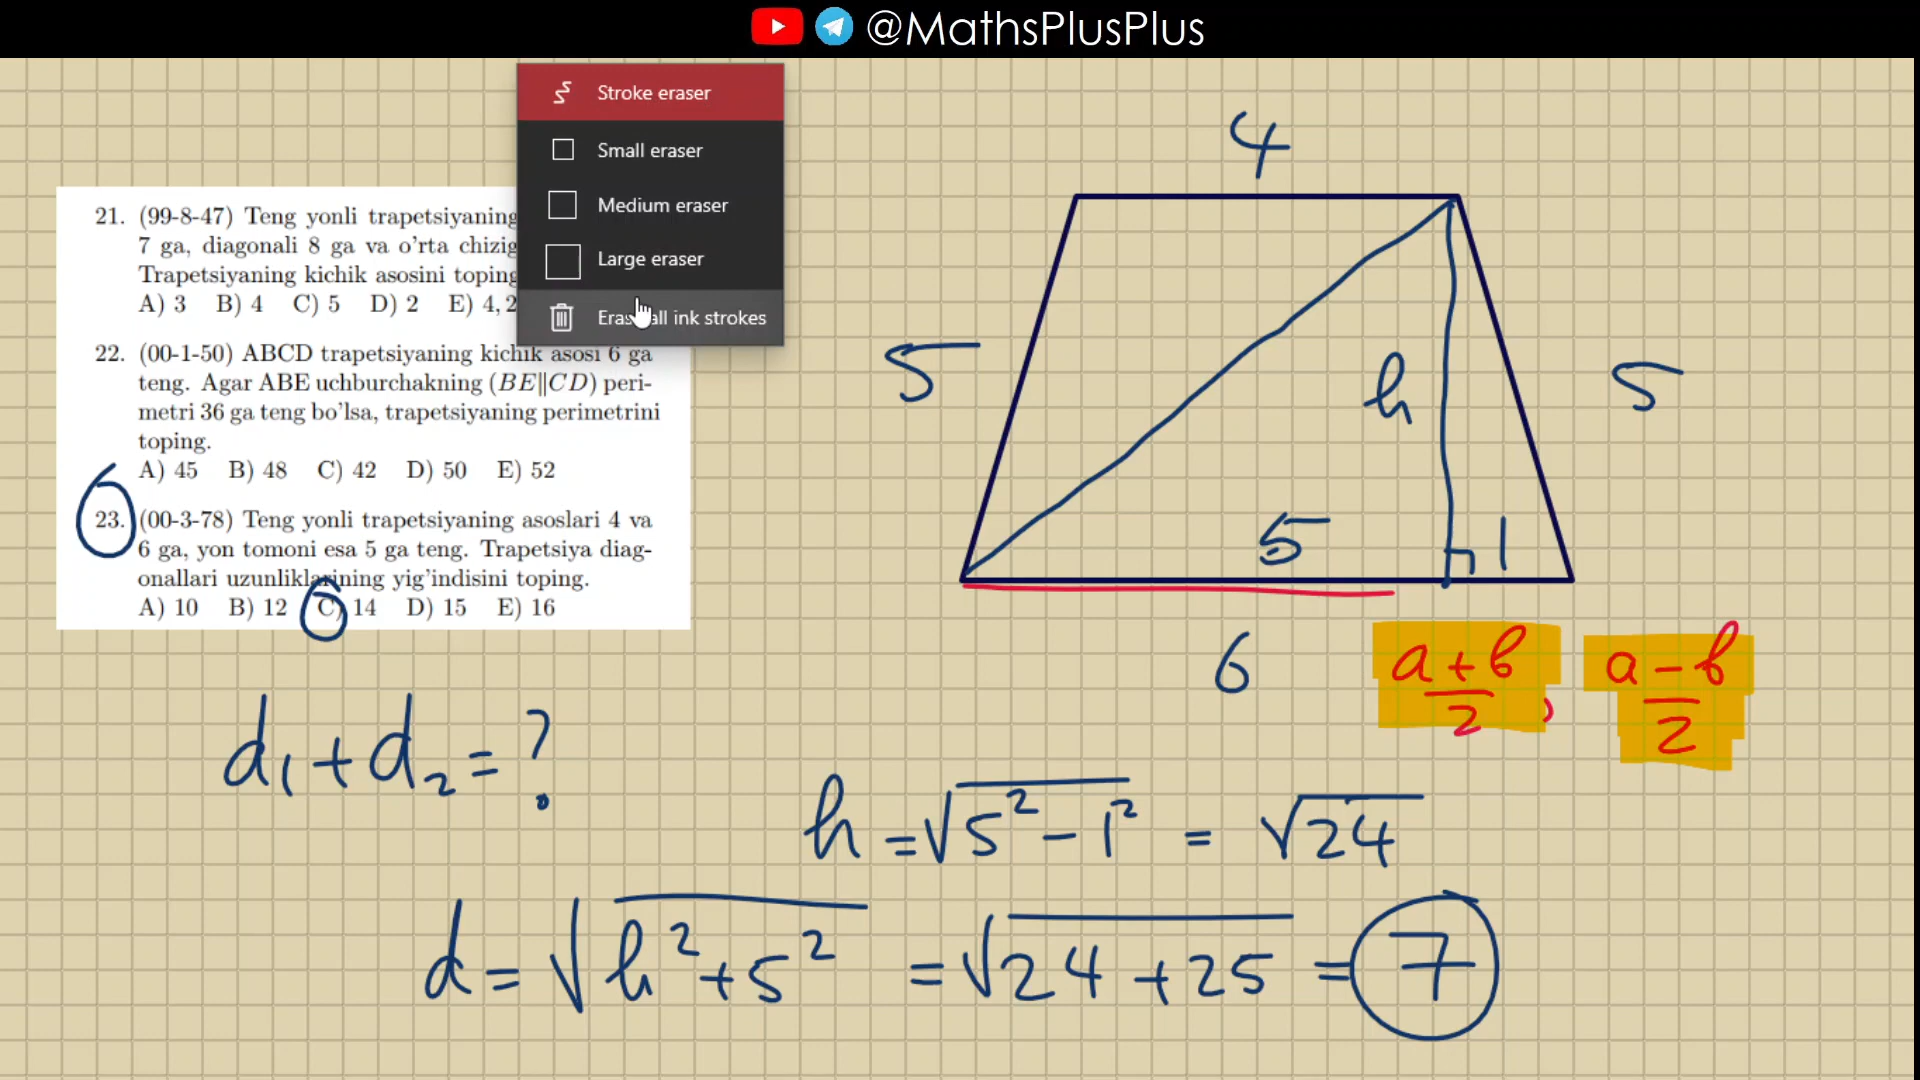 @MathsPlusPlus
Stroke eraser
Small eraser
Medium eraser
Large eraser
all ink strokes
21. (99-8-47) Teng yonli trapetsiyaning
7 ga, diagonali 8 ga va o'rta
Trapetsiyaning kichik asosini toping
A) 3 B) 4 C) 5 D) 2 E) 4, 2
22. (00-1-50) ABCD trapetsiyaning kichik asosi 6 ga
teng. Agar ABE uchburchakning (BE||CD) peri-
metri 36 ga teng bo'lsa, trapetsiyaning perimetrini
toping.
A) 45 B) 48 C) 42 D) 50 E) 52
23. (00-3-78) Teng yonli trapetsiyaning asoslari 4 va
6 ga, yon tomoni esa 5 ga teng. Trapetsiya diag-
onallari uzunliklarining yig'indisini toping.
A) 10 B) 12 C) 14 D) 15 E) 16
4
5
h
5
5
1
6
a+b/2, a-b/2
d₁+d₂=?
h=√5²-1² = √24
d=√h²+5² =√24+25 =7